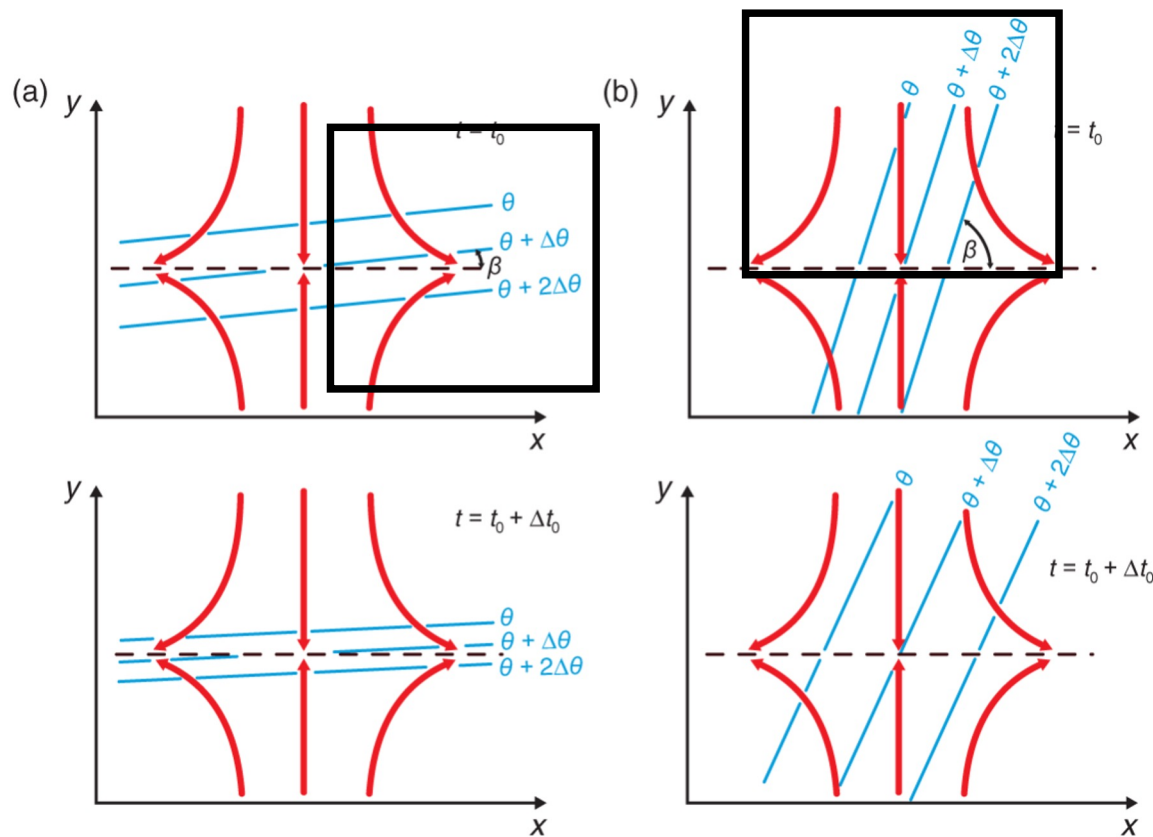 (a)
y
t = t₀
θ
θ + Δθ
β
θ + 2Δθ
x
(b)
y
θ
θ + Δθ
θ + 2Δθ
t = t₀
β
x
y
t = t₀ + Δt₀
θ
θ + Δθ
θ + 2Δθ
x
y
θ
θ + Δθ
θ + 2Δθ
t = t₀ + Δt₀
x